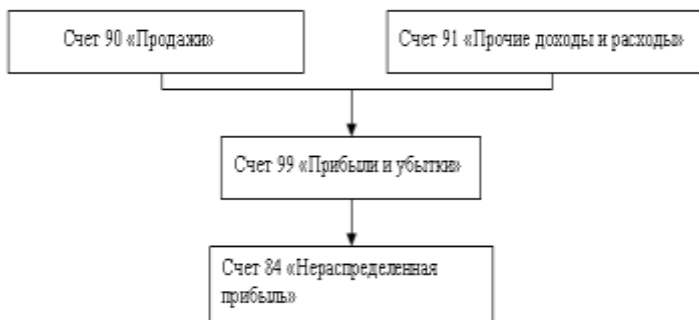 Счет 90 «Продажи»
Счет 91 «Прочие доходы и расходы»
Счет 99 «Прибыли и убытки»
Счет 84 «Нераспределенная
прибыль»